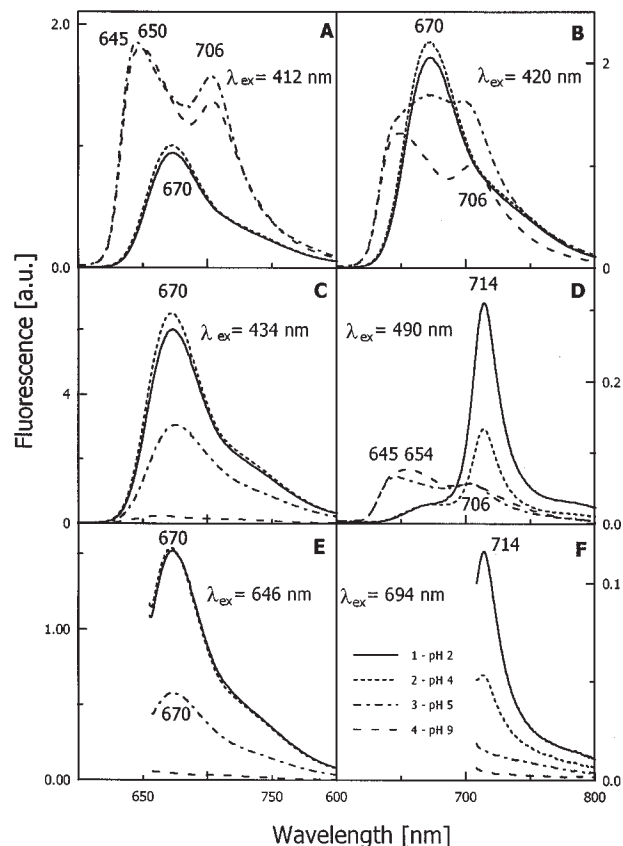 2.0
645 650 706 A
λex= 412 nm
1.0
670
0.0
670 B
λex= 420 nm
2
1
706
0
Fluorescence [a.u.]
670 C
λex= 434 nm
4
2
0
714 D
λex= 490 nm
0.2
645 654
706
0.0
670 E
λex= 646 nm
1.00
670
0.00
714 F
λex= 694 nm
0.1
1 - pH 2
2 - pH 4
3 - pH 5
4 - pH 9
0.0
650 750 600 700 800
Wavelength [nm]